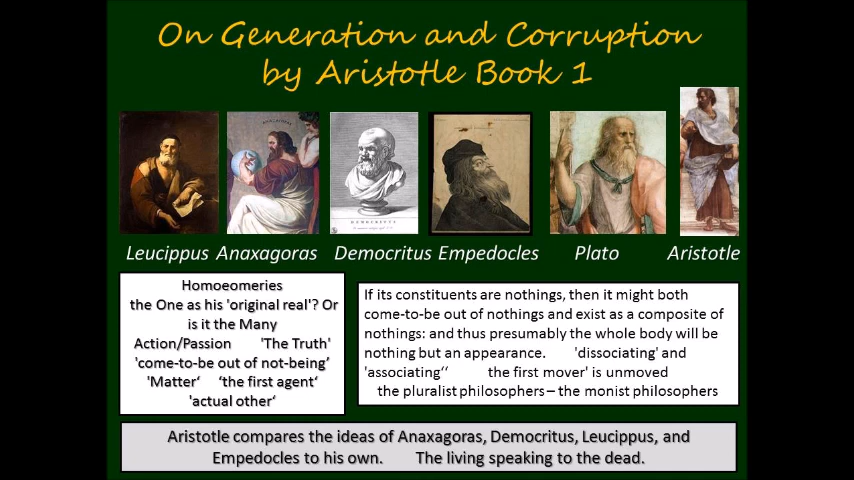 On Generation and Corruption
by Aristotle Book 1
Leucippus Anaxagoras Democritus Empedocles Plato Aristotle
Homoeomeries
the One as his 'original real'? Or
is it the Many
Action/Passion 'The Truth'
'come-to-be out of not-being’
'Matter‘ ‘the first agent‘
'actual other‘
If its constituents are nothings, then it might both
come-to-be out of nothings and exist as a composite of
nothings: and thus presumably the whole body will be
nothing but an appearance. 'dissociating' and
'associating‘‘ the first mover' is unmoved
the pluralist philosophers – the monist philosophers
Aristotle compares the ideas of Anaxagoras, Democritus, Leucippus, and
Empedocles to his own. The living speaking to the dead.